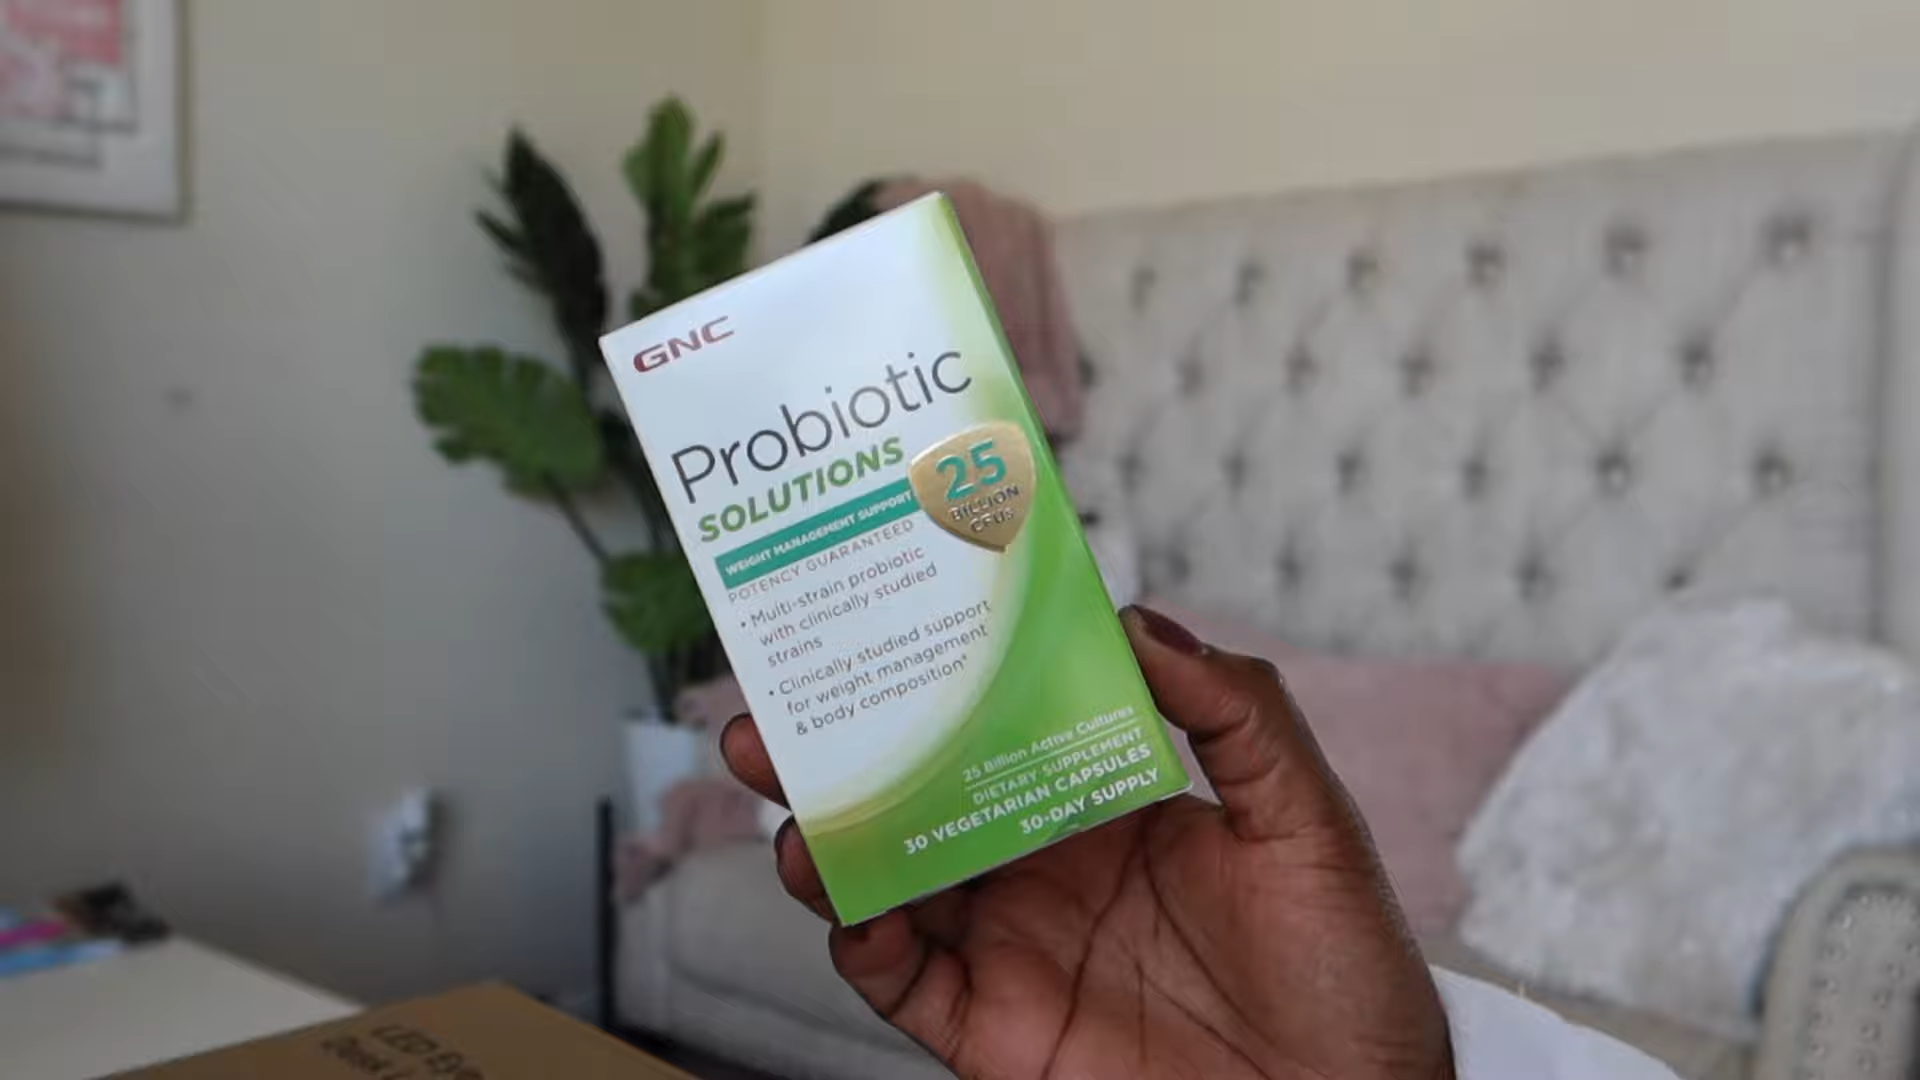 GNC
Probiotic
SOLUTIONS
25
BILLION
CFUs
WEIGHT MANAGEMENT SUPPORT
POTENCY GUARANTEED
• Multi-strain probiotic
with clinically studied
strains
• Clinically studied support
for weight management
& body composition*
25 Billion Active Cultures
DIETARY SUPPLEMENT
30 VEGETARIAN CAPSULES
30-DAY SUPPLY
LED